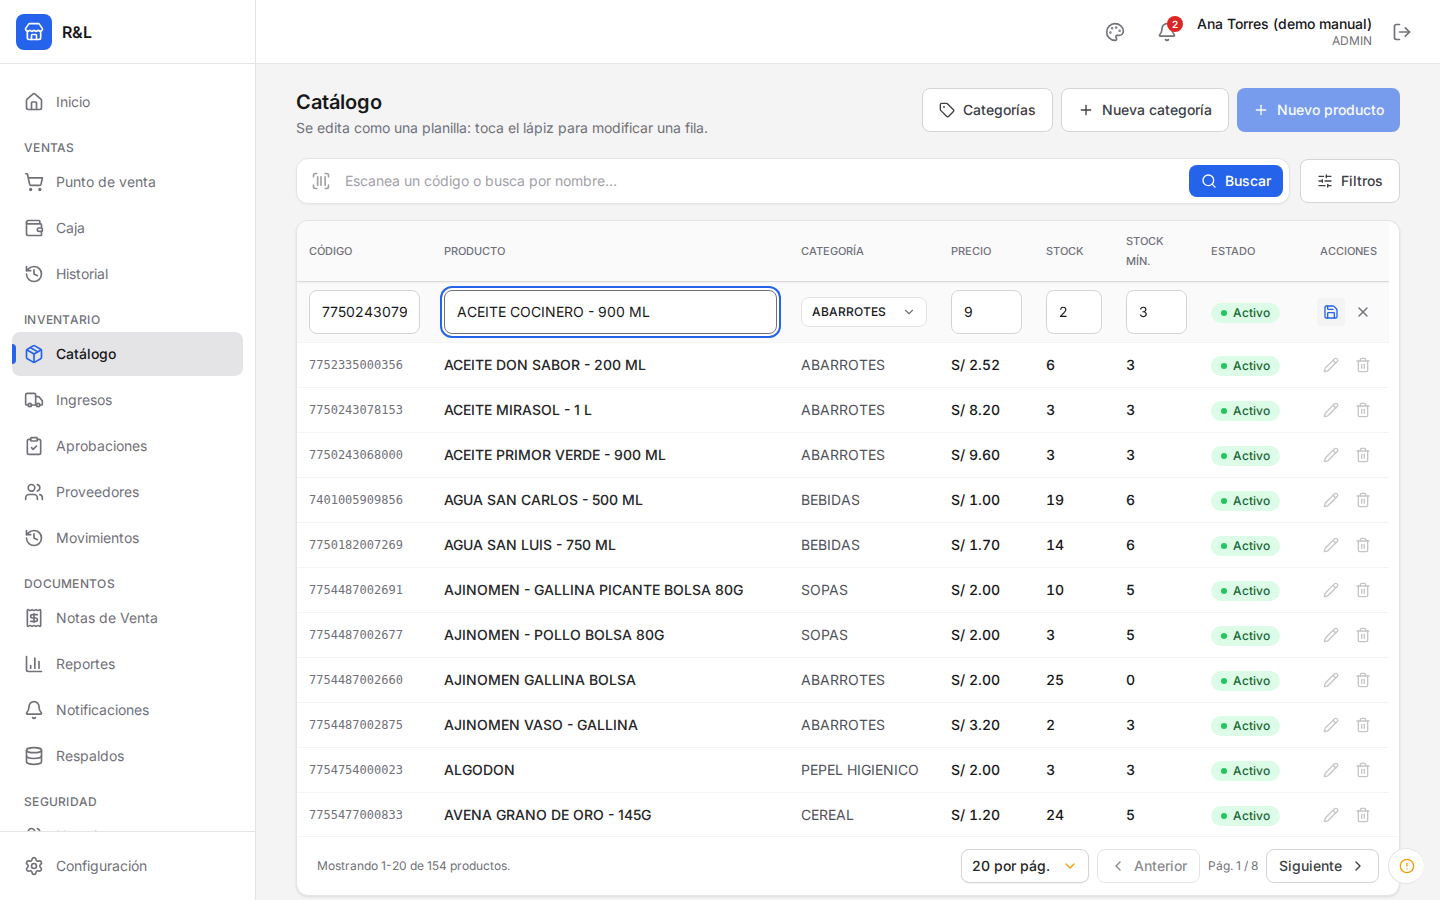 R&L
2
Ana Torres (demo manual)
ADMIN
Inicio
VENTAS
Punto de venta
Caja
Historial
INVENTARIO
Catálogo
Ingresos
Aprobaciones
Proveedores
Movimientos
DOCUMENTOS
Notas de Venta
Reportes
Notificaciones
Respaldos
SEGURIDAD
Configuración
Catálogo
Se edita como una planilla: toca el lápiz para modificar una fila.
Categorías
Nueva categoría
Nuevo producto
Escanea un código o busca por nombre...
Buscar
Filtros
CÓDIGO PRODUCTO CATEGORÍA PRECIO STOCK STOCK MÍN. ESTADO ACCIONES
7750243079 ACEITE COCINERO - 900 ML ABARROTES 9 2 3 Activo
7752335000356 ACEITE DON SABOR - 200 ML ABARROTES S/ 2.52 6 3 Activo
7750243078153 ACEITE MIRASOL - 1 L ABARROTES S/ 8.20 3 3 Activo
7750243068000 ACEITE PRIMOR VERDE - 900 ML ABARROTES S/ 9.60 3 3 Activo
7401005909856 AGUA SAN CARLOS - 500 ML BEBIDAS S/ 1.00 19 6 Activo
7750182007269 AGUA SAN LUIS - 750 ML BEBIDAS S/ 1.70 14 6 Activo
7754487002691 AJINOMEN - GALLINA PICANTE BOLSA 80G SOPAS S/ 2.00 10 5 Activo
7754487002677 AJINOMEN - POLLO BOLSA 80G SOPAS S/ 2.00 3 5 Activo
7754487002660 AJINOMEN GALLINA BOLSA ABARROTES S/ 2.00 25 0 Activo
7754487002875 AJINOMEN VASO - GALLINA ABARROTES S/ 3.20 2 3 Activo
7754754000023 ALGODON PEPEL HIGIENICO S/ 2.00 3 3 Activo
7755477000833 AVENA GRANO DE ORO - 145G CEREAL S/ 1.20 24 5 Activo
Mostrando 1-20 de 154 productos.
20 por pág.
Anterior
Pág. 1 / 8
Siguiente